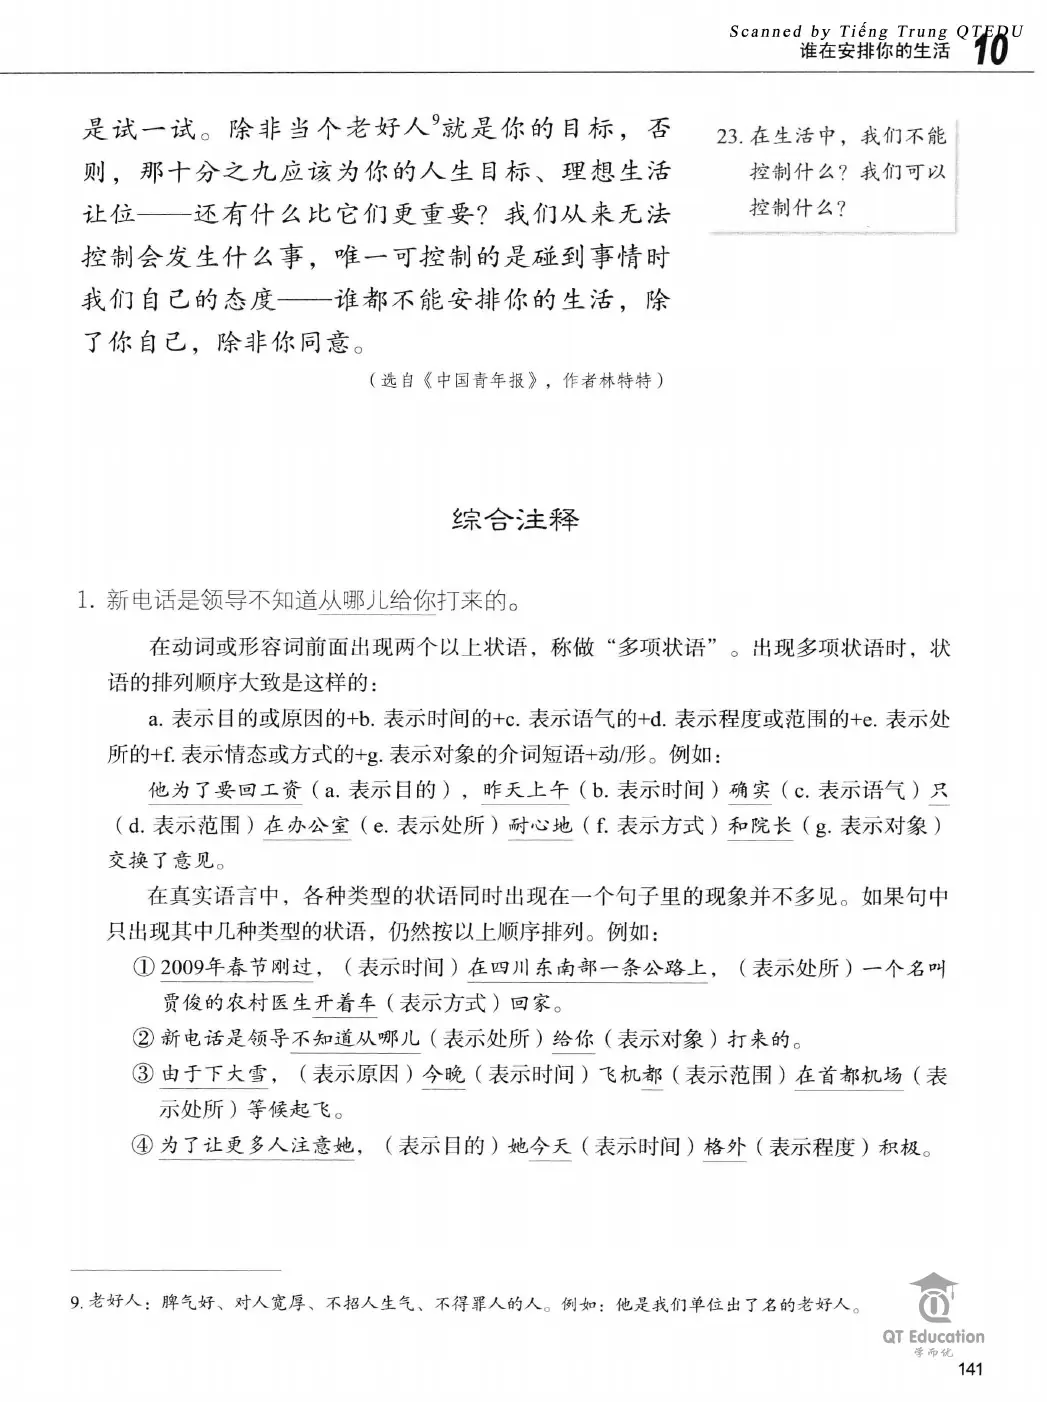 Scanned by Tiếng Trung QTEDU
谁在安排你的生活 10
是试一试。除非当个老好人9就是你的目标，否
则，那十分之九应该为你的人生目标、理想生活
让位——还有什么比它们更重要？我们从来无法
控制会发生什么事，唯一可控制的是碰到事情时
我们自己的态度——谁都不能安排你的生活，除
了你自己，除非你同意。
（选自《中国青年报》，作者林特特）
23. 在生活中，我们不能
控制什么？我们可以
控制什么？
综合注释
1. 新电话是领导不知道从哪儿给你打来的。
在动词或形容词前面出现两个以上状语，称做“多项状语”。出现多项状语时，状
语的排列顺序大致是这样的：
a. 表示目的或原因的+b. 表示时间的+c. 表示语气的+d. 表示程度或范围的+e. 表示处
所的+f. 表示情态或方式的+g. 表示对象的介词短语+动/形。例如：
他为了要回工资（a. 表示目的），昨天上午（b. 表示时间）确实（c. 表示语气）只
（d. 表示范围）在办公室（e. 表示处所）耐心地（f. 表示方式）和院长（g. 表示对象）
交换了意见。
在真实语言中，各种类型的状语同时出现在一个句子里的现象并不多见。如果句中
只出现其中几种类型的状语，仍然按以上顺序排列。例如：
① 2009年春节刚过，（表示时间）在四川东南部一条公路上，（表示处所）一个名叫
贾俊的农村医生开着车（表示方式）回家。
② 新电话是领导不知道从哪儿（表示处所）给你（表示对象）打来的。
③ 由于下大雪，（表示原因）今晚（表示时间）飞机都（表示范围）在首都机场（表
示处所）等候起飞。
④ 为了让更多人注意她，（表示目的）她今天（表示时间）格外（表示程度）积极。
9. 老好人：脾气好、对人宽厚、不招人生气、不得罪人的人。例如：他是我们单位出了名的老好人。
QT Education
学而优
141